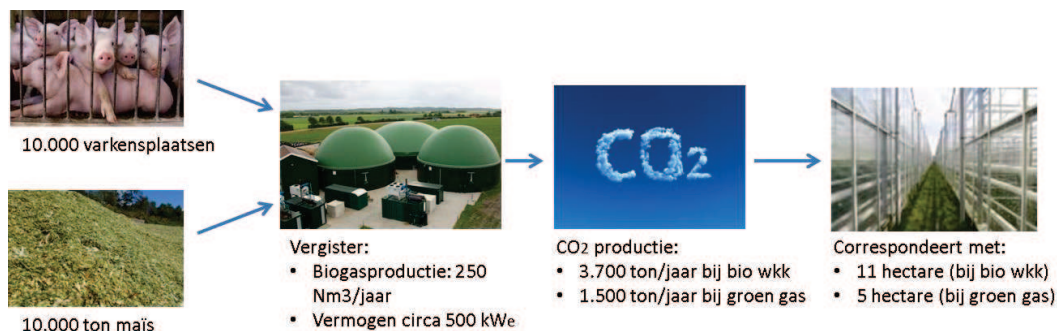 10.000 varkensplaatsen
10.000 ton maïs
Vergister:
• Biogasproductie: 250
Nm3/jaar
• Vermogen circa 500 kWe
CO2
CO2 productie:
• 3.700 ton/jaar bij bio wkk
• 1.500 ton/jaar bij groen gas
Correspondeert met:
• 11 hectare (bij bio wkk)
• 5 hectare (bij groen gas)